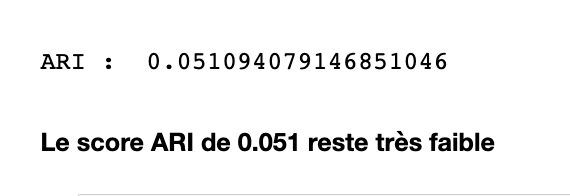 ARI :  0.051094079146851046
Le score ARI de 0.051 reste très faible